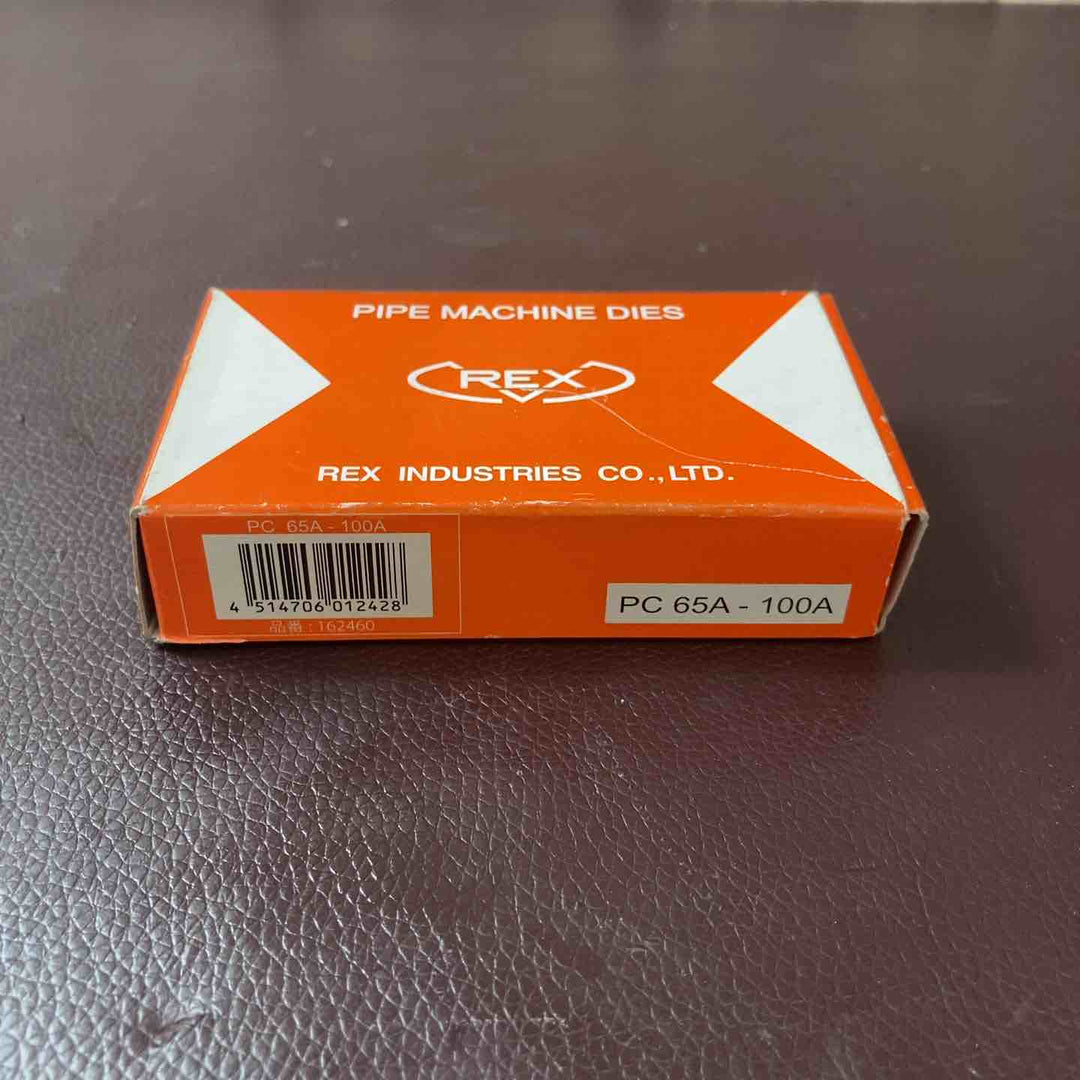 PIPE MACHINE DIES
REX
REX INDUSTRIES CO., LTD.
PC 65A - 100A
4 514706 012428
品番 : 162460
PC 65A - 100A